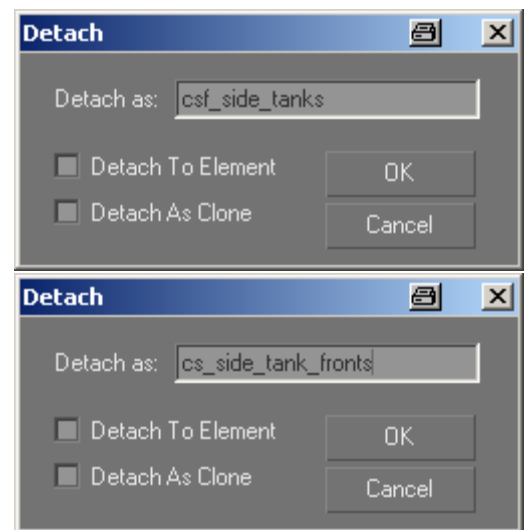 Detach
Detach as: csf_side_tanks
Detach To Element
OK
Detach As Clone
Cancel
Detach
Detach as: cs_side_tank_fronts
Detach To Element
OK
Detach As Clone
Cancel